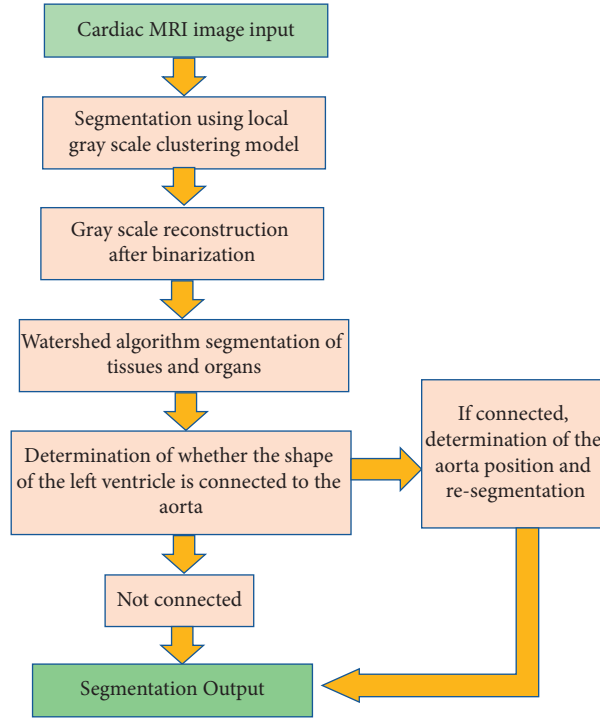 Cardiac MRI image input
Segmentation using local
gray scale clustering model
Gray scale reconstruction
after binarization
Watershed algorithm segmentation of
tissues and organs
Determination of whether the shape
of the left ventricle is connected to the
aorta
If connected,
determination of the
aorta position and
re-segmentation
Not connected
Segmentation Output